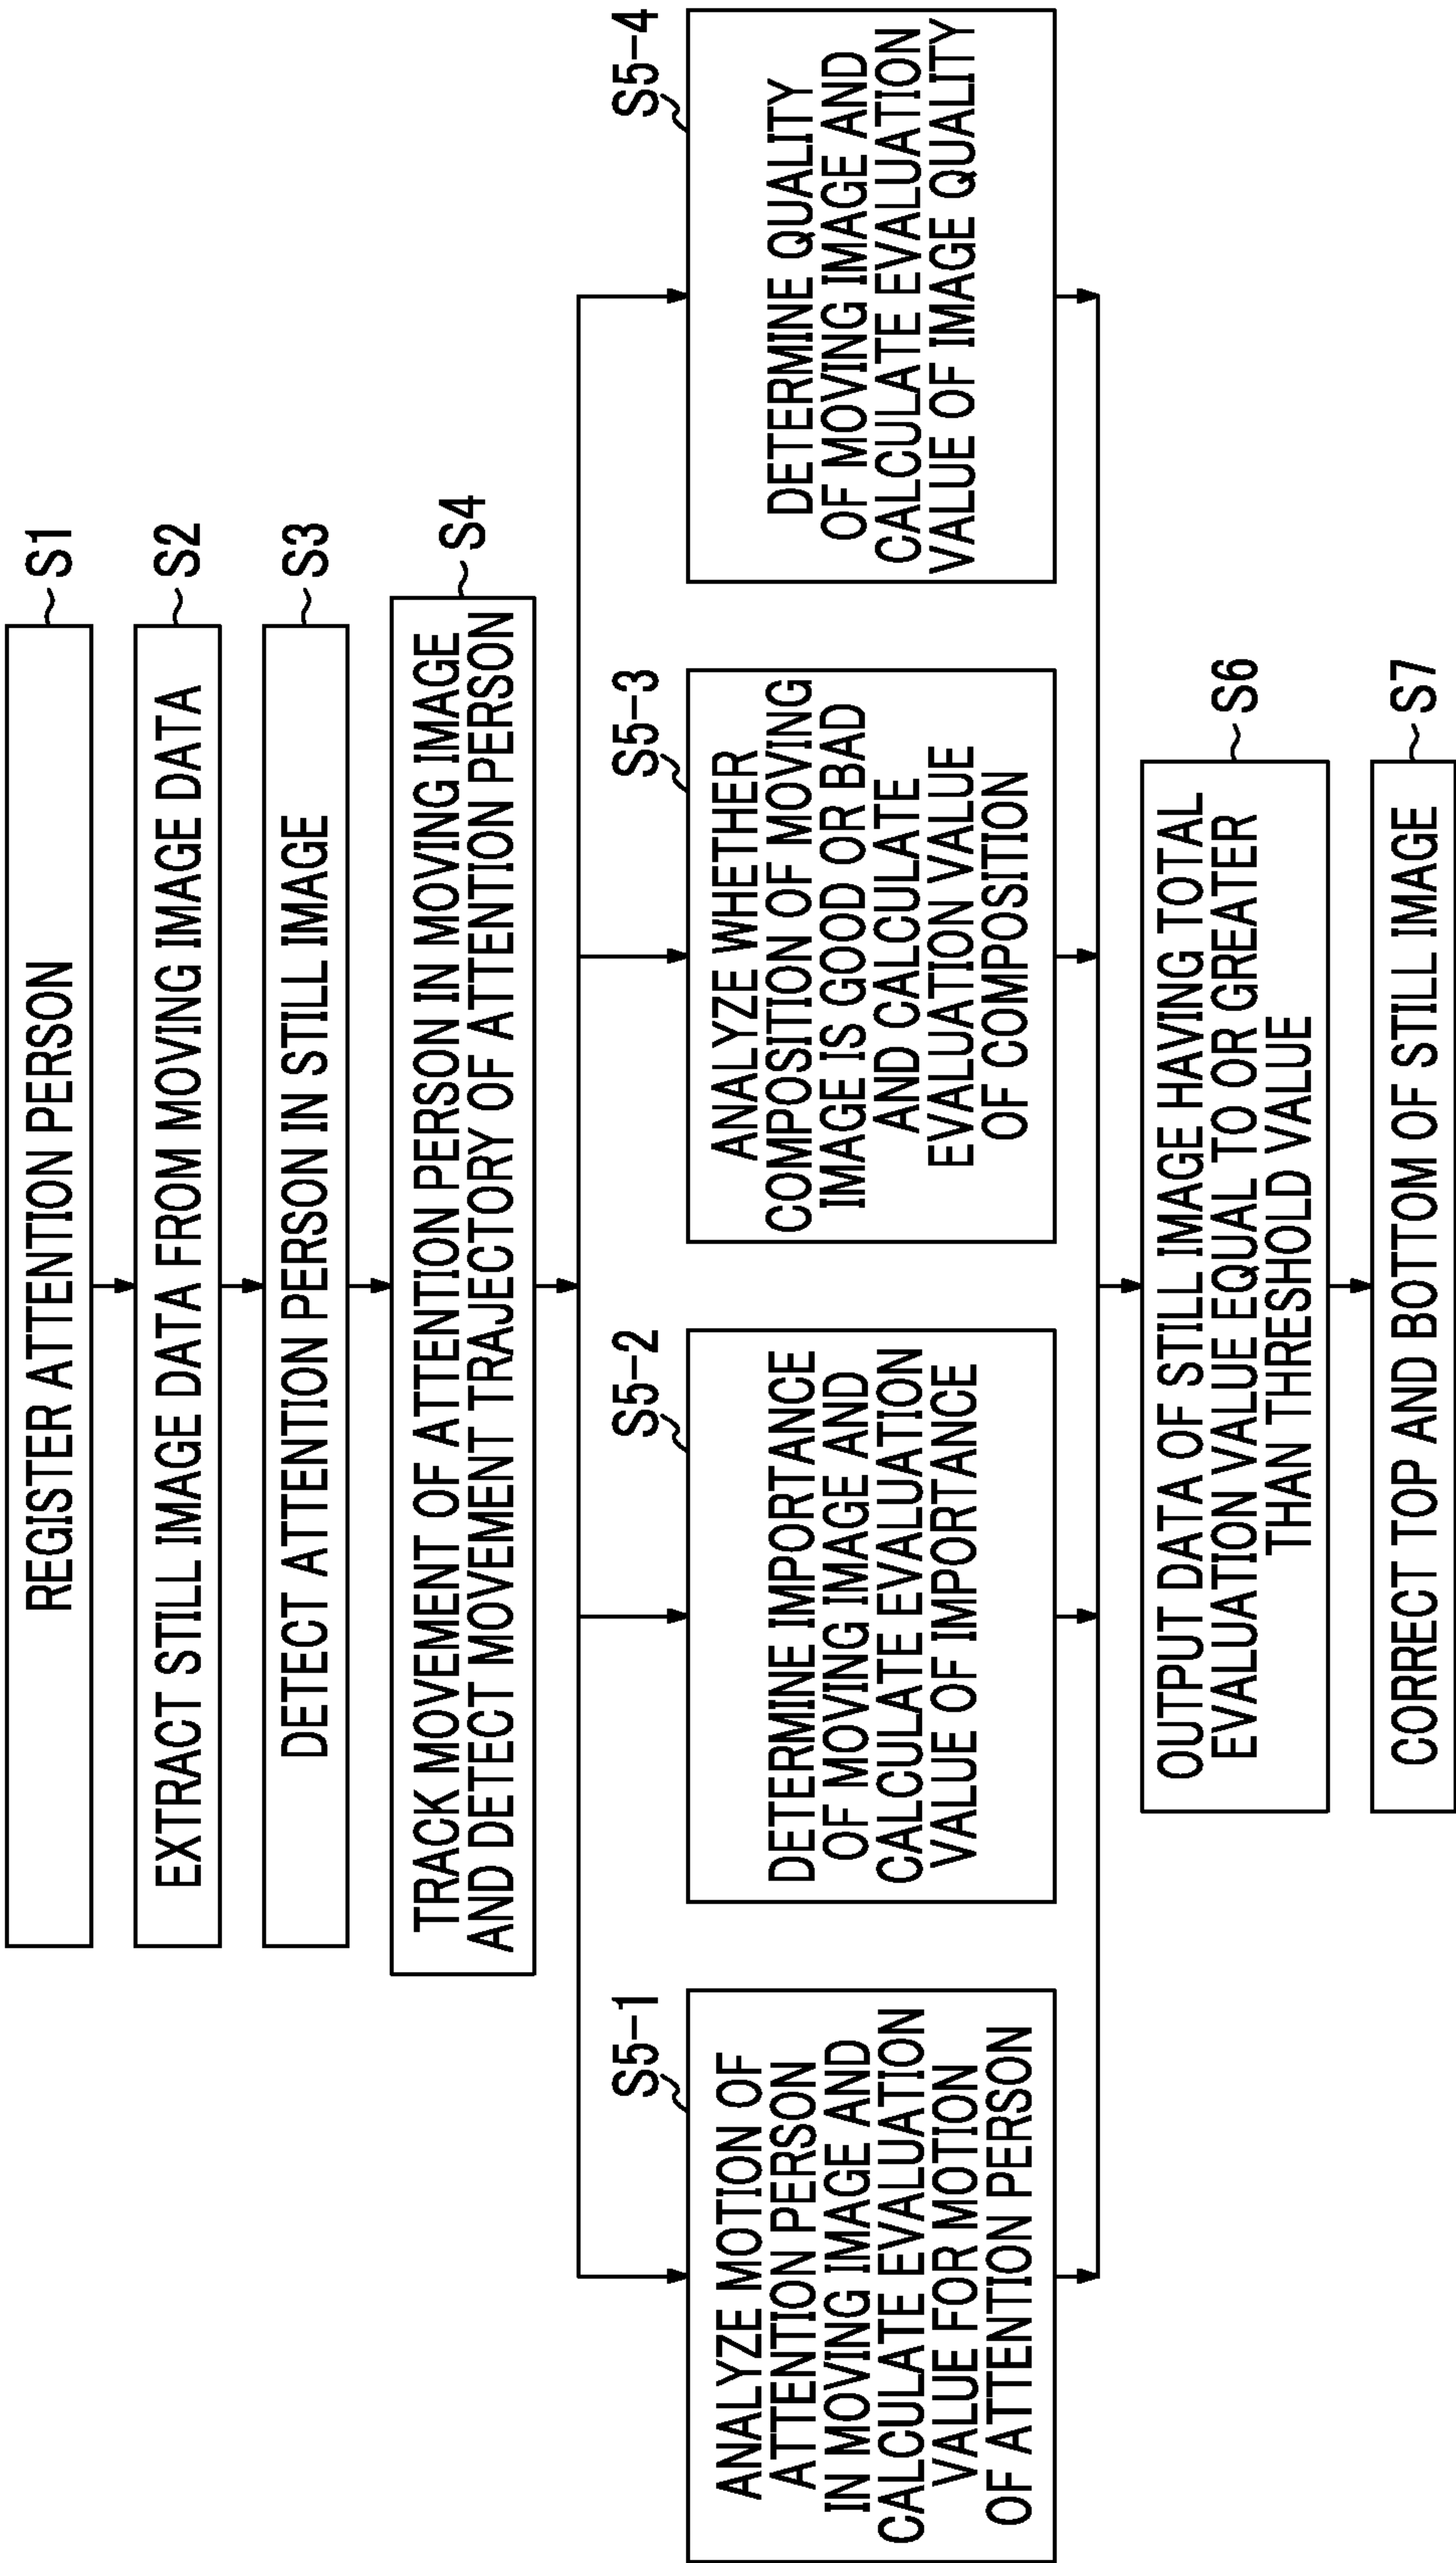 REGISTER ATTENTION PERSON
S1
EXTRACT STILL IMAGE DATA FROM MOVING IMAGE DATA
S2
DETECT ATTENTION PERSON IN STILL IMAGE
S3
TRACK MOVEMENT OF ATTENTION PERSON IN MOVING IMAGE
AND DETECT MOVEMENT TRAJECTORY OF ATTENTION PERSON
S4
S5-1
ANALYZE MOTION OF
ATTENTION PERSON
IN MOVING IMAGE AND
CALCULATE EVALUATION
VALUE FOR MOTION
OF ATTENTION PERSON
S5-2
DETERMINE IMPORTANCE
OF MOVING IMAGE AND
CALCULATE EVALUATION
VALUE OF IMPORTANCE
S5-3
ANALYZE WHETHER
COMPOSITION OF MOVING
IMAGE IS GOOD OR BAD
AND CALCULATE
EVALUATION VALUE
OF COMPOSITION
S5-4
DETERMINE QUALITY
OF MOVING IMAGE AND
CALCULATE EVALUATION
VALUE OF IMAGE QUALITY
OUTPUT DATA OF STILL IMAGE HAVING TOTAL
EVALUATION VALUE EQUAL TO OR GREATER
THAN THRESHOLD VALUE
S6
CORRECT TOP AND BOTTOM OF STILL IMAGE
S7